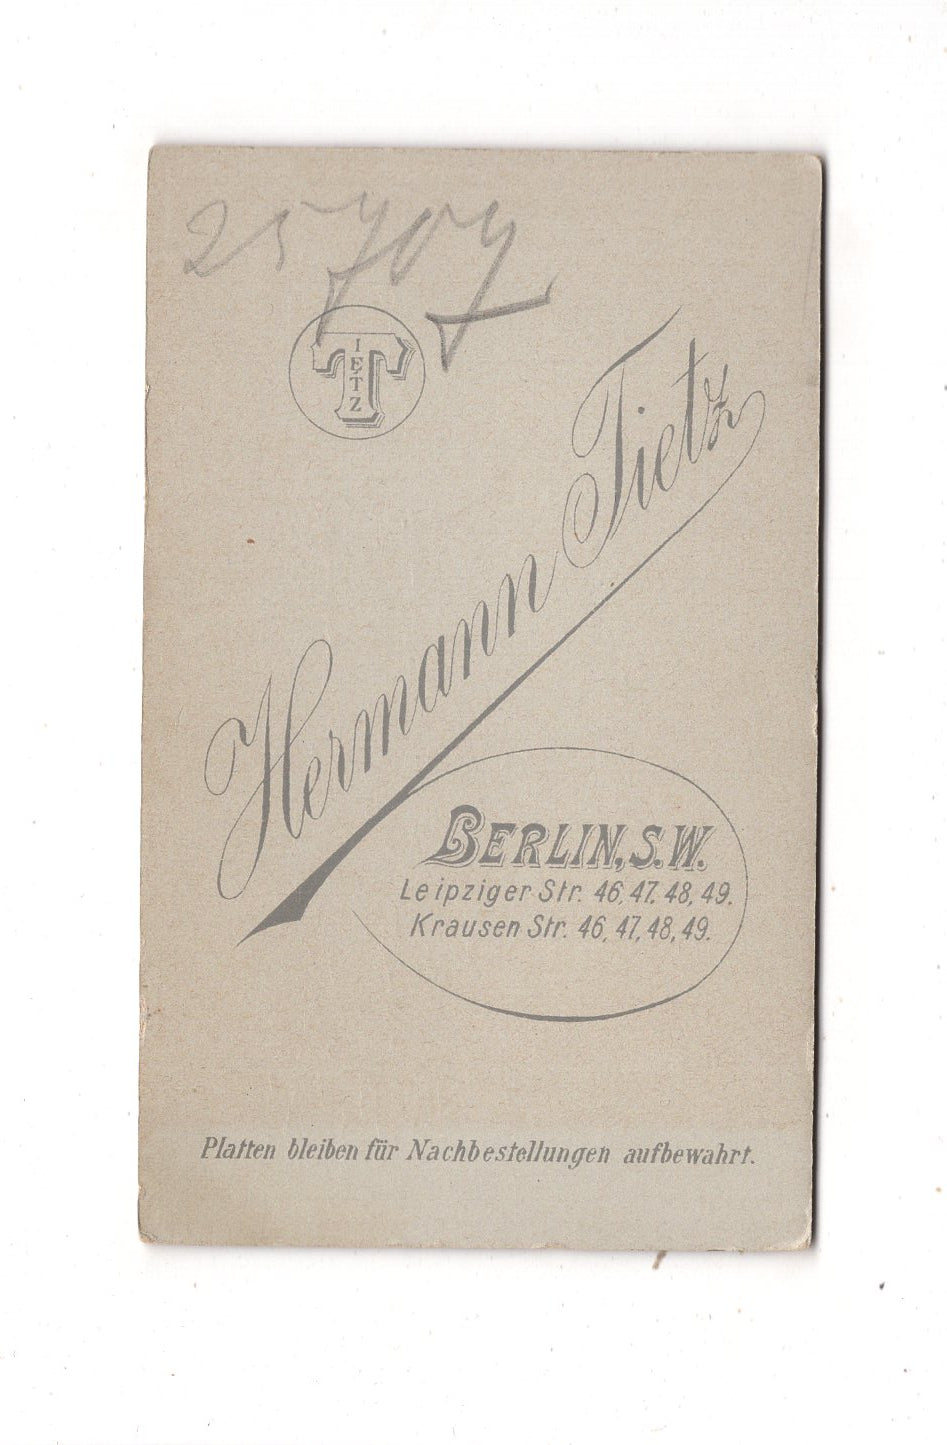 25707
TIETZ
Hermann Tietz
BERLIN, S.W.
Leipziger Str. 46, 47, 48, 49.
Krausen Str. 46, 47, 48, 49.
Platten bleiben für Nachbestellungen aufbewahrt.